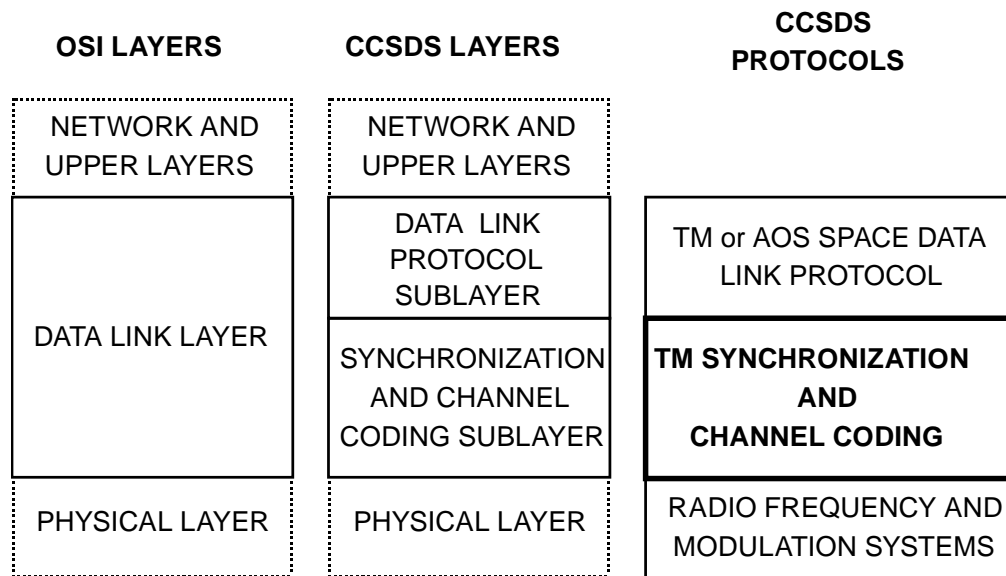 OSI LAYERS
CCSDS LAYERS
CCSDS
PROTOCOLS
NETWORK AND
UPPER LAYERS
NETWORK AND
UPPER LAYERS
DATA LINK LAYER
DATA LINK
PROTOCOL
SUBLAYER
TM or AOS SPACE DATA
LINK PROTOCOL
SYNCHRONIZATION
AND CHANNEL
CODING SUBLAYER
TM SYNCHRONIZATION
AND
CHANNEL CODING
PHYSICAL LAYER
PHYSICAL LAYER
RADIO FREQUENCY AND
MODULATION SYSTEMS